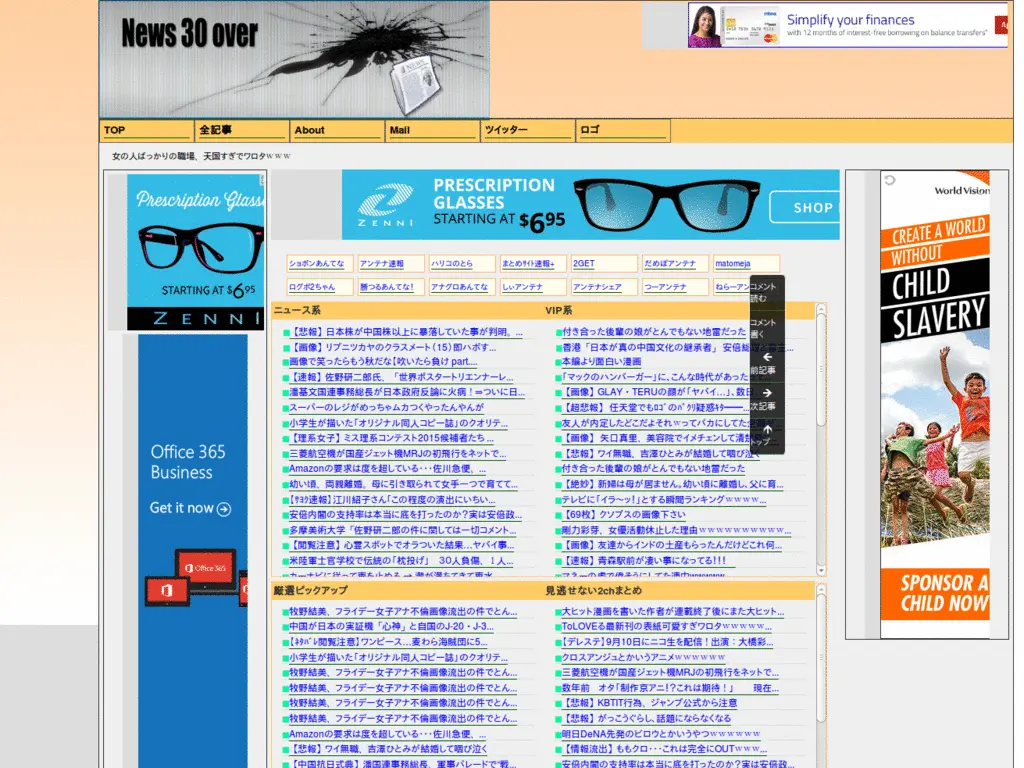 News 30 over
Simplify your finances
with 12 months of interest-free borrowing on balance transfers*
TOP
全記事
About
Mail
ツイッター
ロゴ
女の人ばっかりの職場、天国すぎでワロタｗｗｗ
Prescription Glass
STARTING AT $6.95
ZENNI
PRESCRIPTION
GLASSES
STARTING AT $6.95
ZENNI
SHOP
World Vision
CREATE A WORLD
WITHOUT
CHILD
SLAVERY
SPONSOR A
CHILD NOW
Office 365
Business
Get it now
Office 365
ショボンあんてな
アンテナ速報
ハリコのとら
まとめサイト速報+
2GET
だめぽアンテナ
matomeja
ログポ2ちゃん
勝つるあんてな！
アナグロあんてな
しぃアンテナ
アンテナシェア
つーアンテナ
ねらーアン
コメント
読む
コメント
書く
前記事
次記事
トップ
ニュース系
【悲報】日本株が中国株以上に暴落していた事が判明。...
【画像】リプニツカヤのクラスメート（15）即ハボす...
画像で笑ったらもう秋だな【吹いたら負け part....
【速報】佐野研二郎氏、「世界ポスタートリエンナーレ...
潘基文国連事務総長が日本政府反論に火病！＝ついに日...
スーパーのレジがめっちゃムカつくやったんやんが
小学生が描いた「オリジナル同人コピー誌」のクオリテ...
【理系女子】ミス理系コンテスト2015候補者たち...
三菱航空機が国産ジェット機MRJの初飛行をネットで...
Amazonの要求は度を超している･･･佐川急便、...
幼い頃、両親離婚。母に引き取られて女手一つで育てて...
【ｻﾖｸ速報】江川紹子さん「この程度の演出にいちい...
安倍内閣の支持率は本当に底を打ったのか？実は安倍政...
多摩美術大学「佐野研二郎の件に関しては一切コメント...
【閲覧注意】心霊スポットでオラついた結果…ヤバイ事...
米陸軍士官学校で伝統の「枕投げ」　３０人負傷、１人...
VIP系
付き合った後輩の娘がとんでもない地雷だった
香港「日本が真の中国文化の継承者」 安倍総
本編より面白い漫画
「マックのハンバーガー」に、こんな時代があった
【画像】GLAY・TERUの顔が「ヤバイ…」、数日
【超悲報】 任天堂でもﾛｺﾞのﾊﾟｸﾘ疑惑ｷﾀ━━...
友人が内定したどこだよそれｗってバカにしてた
【画像】 矢口真里、美容院でイメチェンして清楚
【悲報】ワイ無職、吉澤ひとみが結婚して咽び泣く
付き合った後輩の娘がとんでもない地雷だった
【絶妙】新婦は母が居ません。幼い頃に離婚し、父に育...
テレビに「イラ～ッ!」とする瞬間ランキングｗｗｗｗ...
【69枚】クソブスの画像下さい
剛力彩芽、女優活動休止した理由ｗｗｗｗｗｗｗｗｗ...
【画像】友達からインドの土産もらったんだけどこれ何...
【速報】青森駅前が凄い事になってる!!!
厳選ピックアップ
牧野結美、フライデー女子アナ不倫画像流出の件でとん...
中国が日本の実証機「心神」と自国のJ-20・J-3...
【ﾈﾀﾊﾞﾚ閲覧注意】ワンピース…麦わら海賊団に5...
小学生が描いた「オリジナル同人コピー誌」のクオリテ...
牧野結美、フライデー女子アナ不倫画像流出の件でとん...
牧野結美、フライデー女子アナ不倫画像流出の件でとん...
牧野結美、フライデー女子アナ不倫画像流出の件でとん...
牧野結美、フライデー女子アナ不倫画像流出の件でとん...
Amazonの要求は度を超している･･･佐川急便、...
【悲報】ワイ無職、吉澤ひとみが結婚して咽び泣く
【中国抗日式典】潘国連事務総長、軍事パレードで“戦...
見逃せない2chまとめ
大ヒット漫画を書いた作者が連載終了後にまた大ヒット...
ToLOVEる最新刊の表紙可愛すぎワロタｗｗｗｗｗ...
【デレステ】9月10日にニコ生を配信！出演：大橋彩...
クロスアンジュとかいうアニメｗｗｗｗｗｗ
三菱航空機が国産ジェット機MRJの初飛行をネットで...
数年前　オタ「制作京アニ!?これは期待！」　　現在...
【悲報】 KBTIT行為、ジャンプ公式から注意
【悲報】 がっこうぐらし、話題にならなくなる
明日DeNA先発のビロウとかいうやつｗｗｗｗｗｗ
【情報流出】 ももクロ･･･これは完全にOUTｗｗｗ...
安倍内閣の支持率は本当に底を打ったのか？実は安倍政...